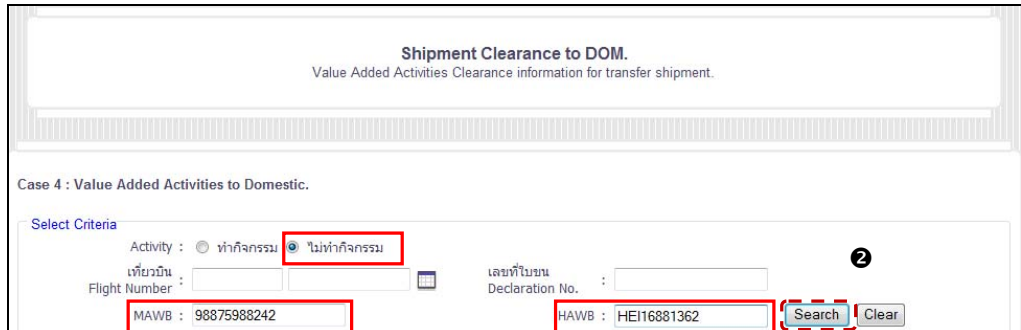 Shipment Clearance to DOM.
Value Added Activities Clearance information for transfer shipment.
Case 4 : Value Added Activities to Domestic.
Select Criteria
Activity : ทำกิจกรรม ไม่ทำกิจกรรม
เที่ยวบิน
Flight Number :
เลขที่ใบขน
Declaration No. :
❷
MAWB : 98875988242 HAWB : HEI16881362 Search Clear